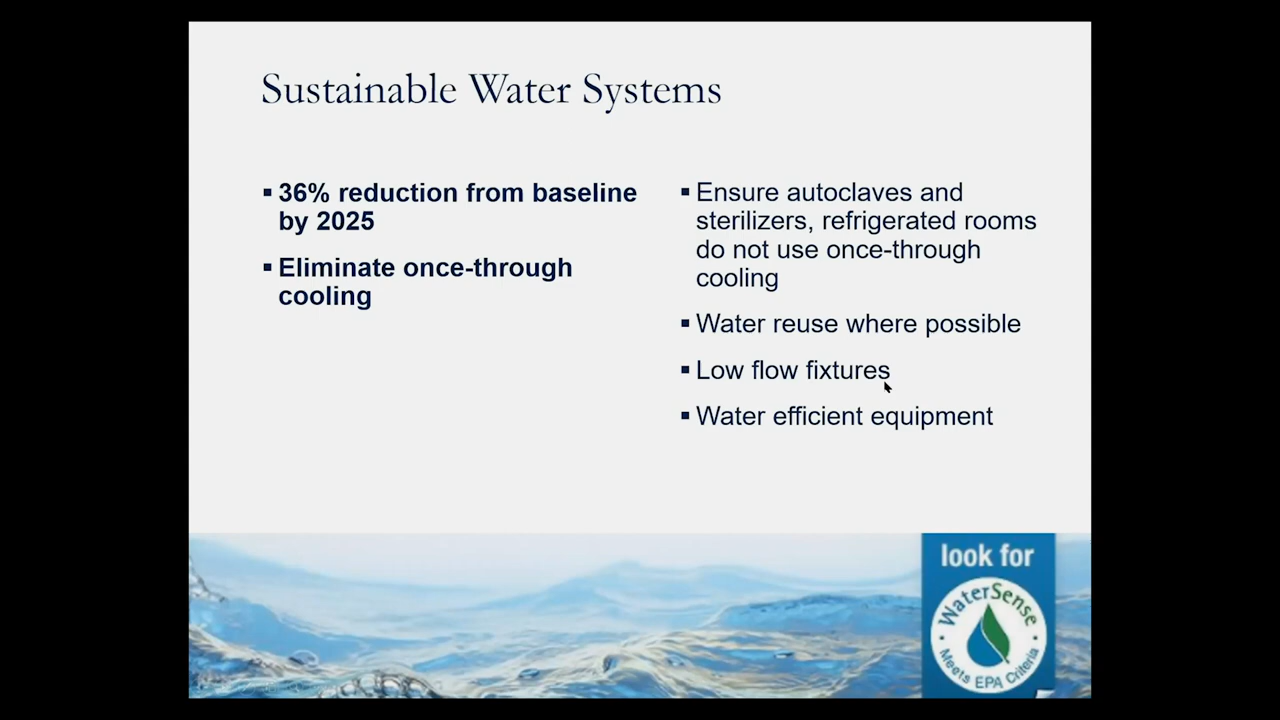 Sustainable Water Systems
▪ 36% reduction from baseline
by 2025
▪ Eliminate once-through
cooling
▪ Ensure autoclaves and
sterilizers, refrigerated rooms
do not use once-through
cooling
▪ Water reuse where possible
▪ Low flow fixtures
▪ Water efficient equipment
look for
WaterSense
Meets EPA Criteria